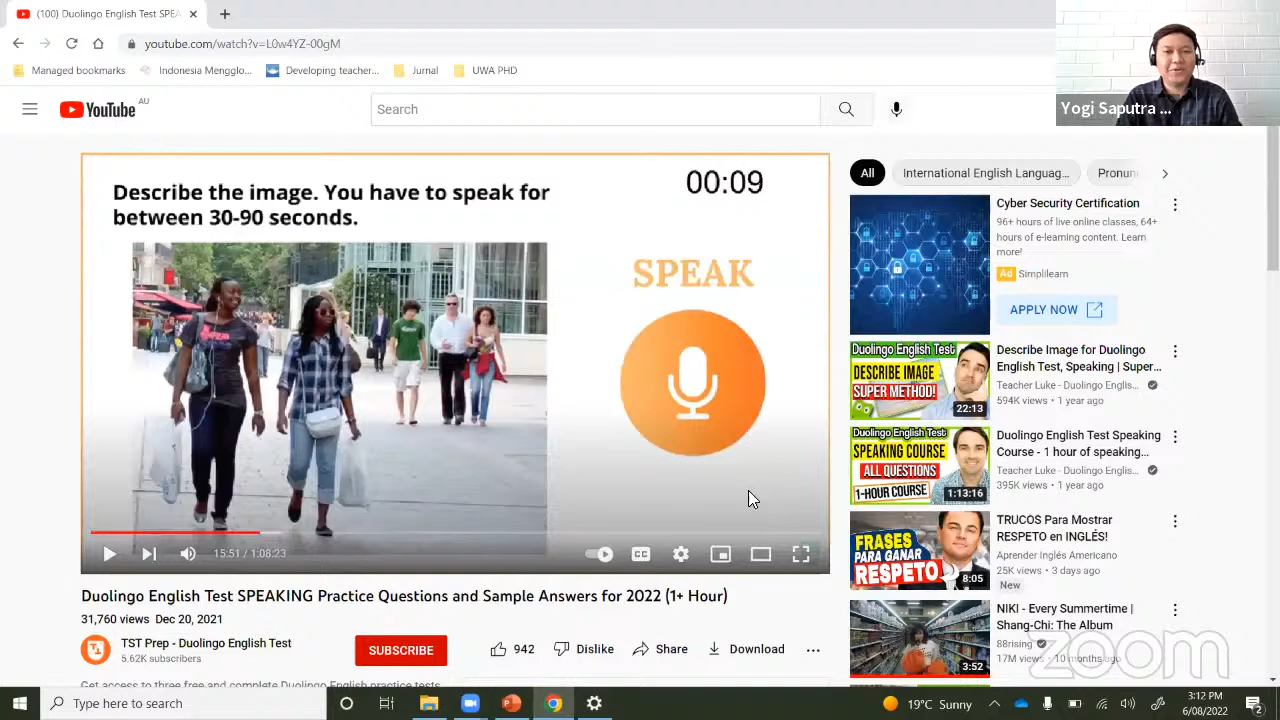 (100) Duolingo English Test SPEA
youtube.com/watch?v=L0w4YZ-00gM
Managed bookmarks
Indonesia Mengglo...
Developing teacher...
Jurnal
UWA PHD
Yogi Saputra ...
YouTube AU
Search
Describe the image. You have to speak for
between 30-90 seconds.
00:09
SPEAK
15:51 / 1:08:23
CC
Duolingo English Test SPEAKING Practice Questions and Sample Answers for 2022 (1+ Hour)
31,760 views Dec 20, 2021
TST Prep - Duolingo English Test
5.62K subscribers
SUBSCRIBE
942
Dislike
Share
Download
All
International English Languag...
Pronun
Cyber Security Certification
96+ hours of live online classes, 64+
hours of e-learning content. Learn
more!
Ad Simplilearn
APPLY NOW
Duolingo English Test
DESCRIBE IMAGE
SUPER METHOD!
22:13
Describe Image for Duolingo
English Test, Speaking | Super...
Teacher Luke - Duolingo Englis...
594K views • 1 year ago
Duolingo English Test
SPEAKING COURSE
ALL QUESTIONS
1-HOUR COURSE
1:13:16
Duolingo English Test Speaking
Course - 1 hour of speaking...
Teacher Luke - Duolingo Englis...
395K views • 1 year ago
FRASES
PARA GANAR
RESPETO
8:05
TRUCOS Para Mostrar
RESPETO en INGLÉS!
Aprender Inglés Americano
25K views • 3 days ago
New
3:52
NIKI - Every Summertime |
Shang-Chi: The Album
88rising
17M views • 10 months ago
zoom
Type here to search
19°C Sunny
3:12 PM
6/08/2022
2